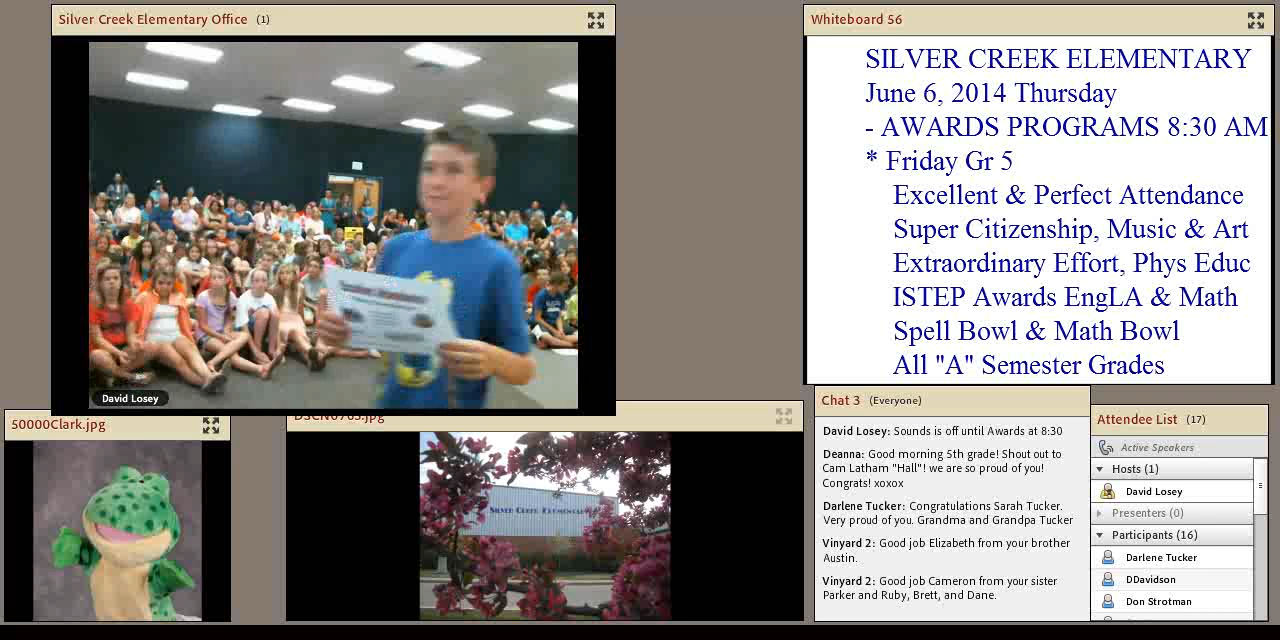 Silver Creek Elementary Office (1)
David Losey
Whiteboard 56
SILVER CREEK ELEMENTARY
June 6, 2014 Thursday
- AWARDS PROGRAMS 8:30 AM
* Friday Gr 5
Excellent & Perfect Attendance
Super Citizenship, Music & Art
Extraordinary Effort, Phys Educ
ISTEP Awards EngLA & Math
Spell Bowl & Math Bowl
All "A" Semester Grades
50000Clark.jpg
SILVER CREEK ELEMENTARY
Chat 3 (Everyone)
David Losey: Sounds is off until Awards at 8:30
Deanna: Good morning 5th grade! Shout out to
Cam Latham "Hall"! we are so proud of you!
Congrats! xoxox
Darlene Tucker: Congratulations Sarah Tucker.
Very proud of you. Grandma and Grandpa Tucker
Vinyard 2: Good job Elizabeth from your brother
Austin.
Vinyard 2: Good job Cameron from your sister
Parker and Ruby, Brett, and Dane.
Attendee List (17)
Active Speakers
Hosts (1)
David Losey
Presenters (0)
Participants (16)
Darlene Tucker
DDavidson
Don Strotman